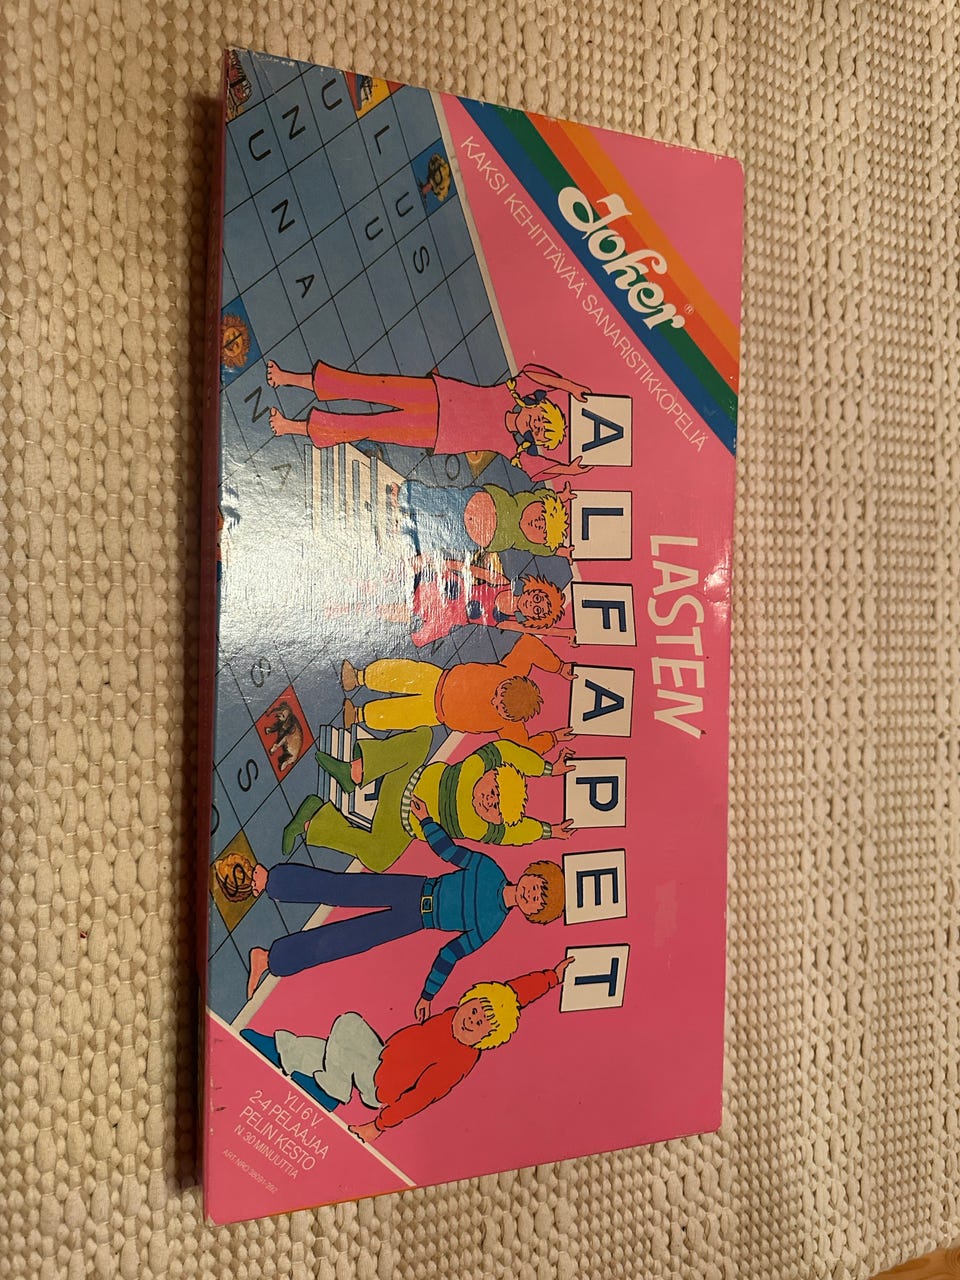 Joker®
KAKSI KEHITTÄVÄÄ SANARISTIKKOPELIÄ
LASTEN
ALFAPET
YLI 6 V.
2-4 PELAAJAA
PELIN KESTO
N. 30 MINUUTTIA